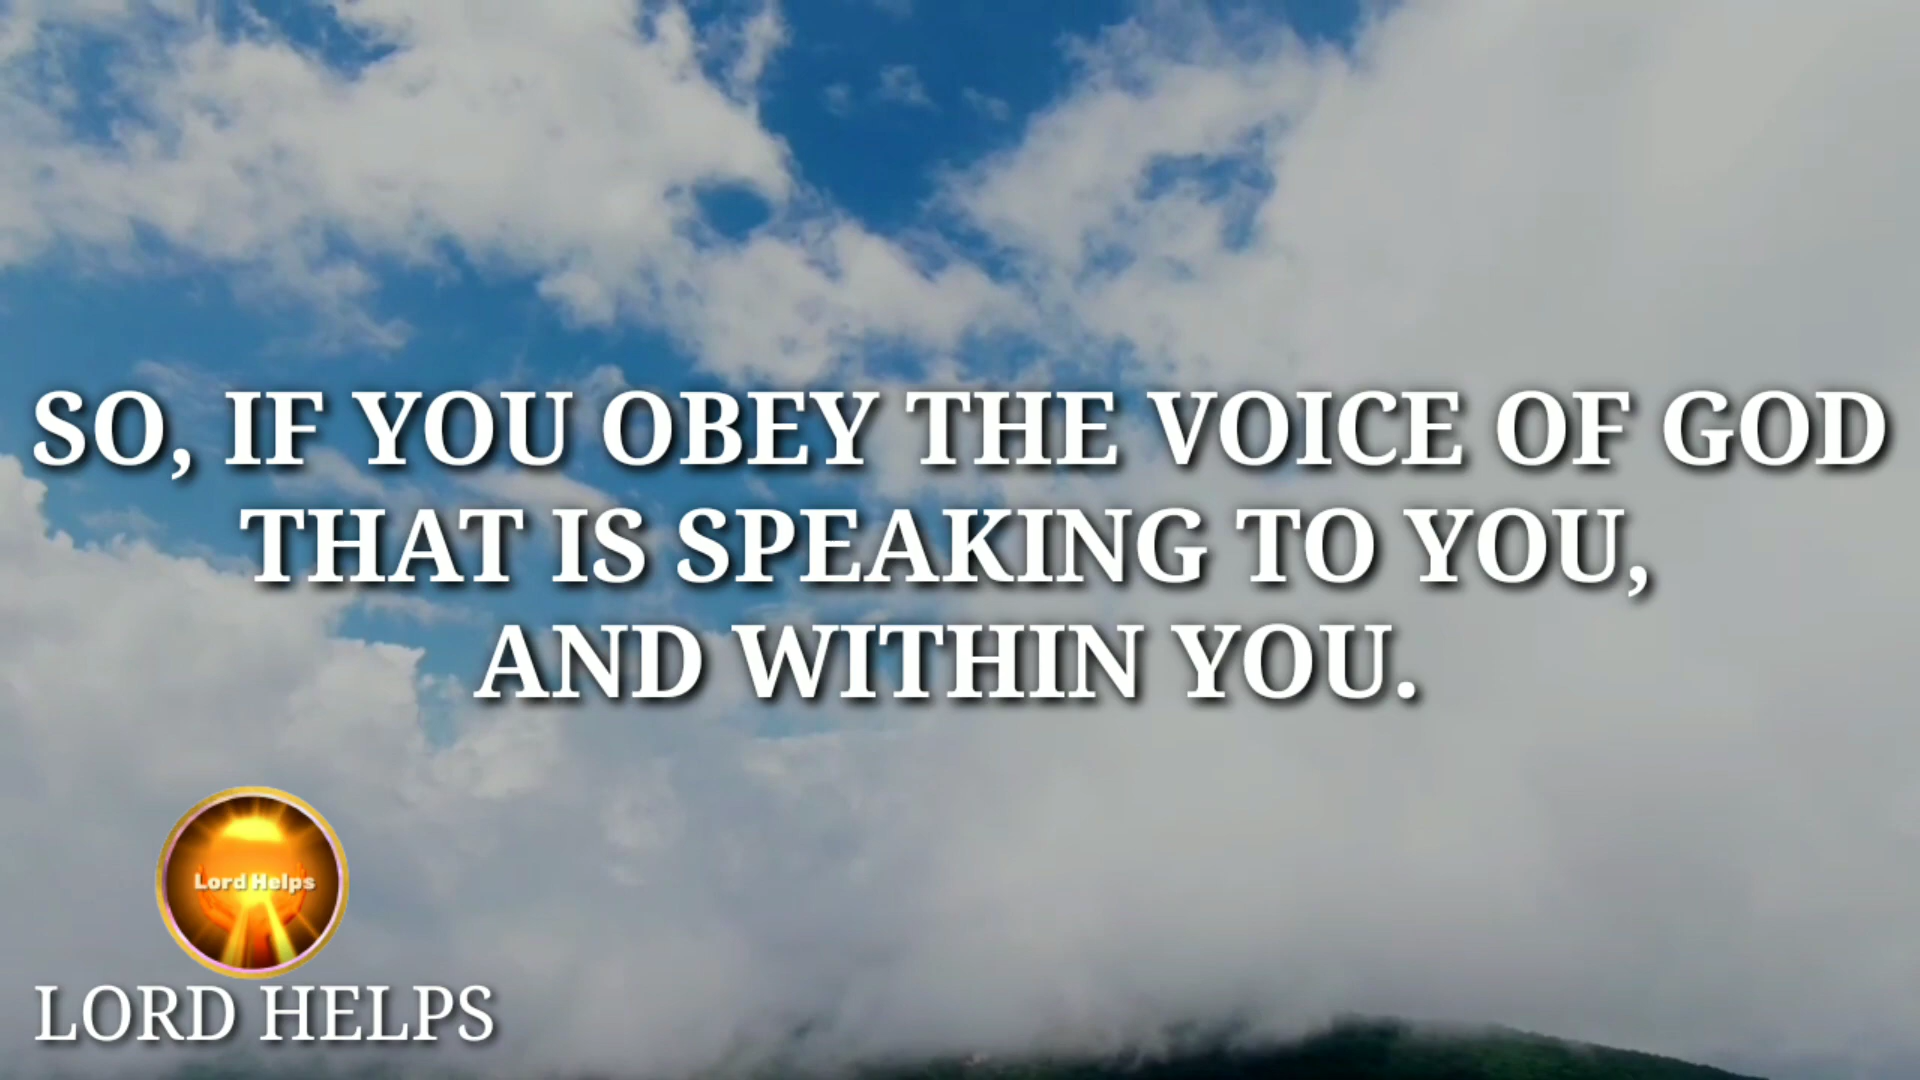 SO, IF YOU OBEY THE VOICE OF GOD
THAT IS SPEAKING TO YOU,
AND WITHIN YOU.
Lord Helps
LORD HELPS